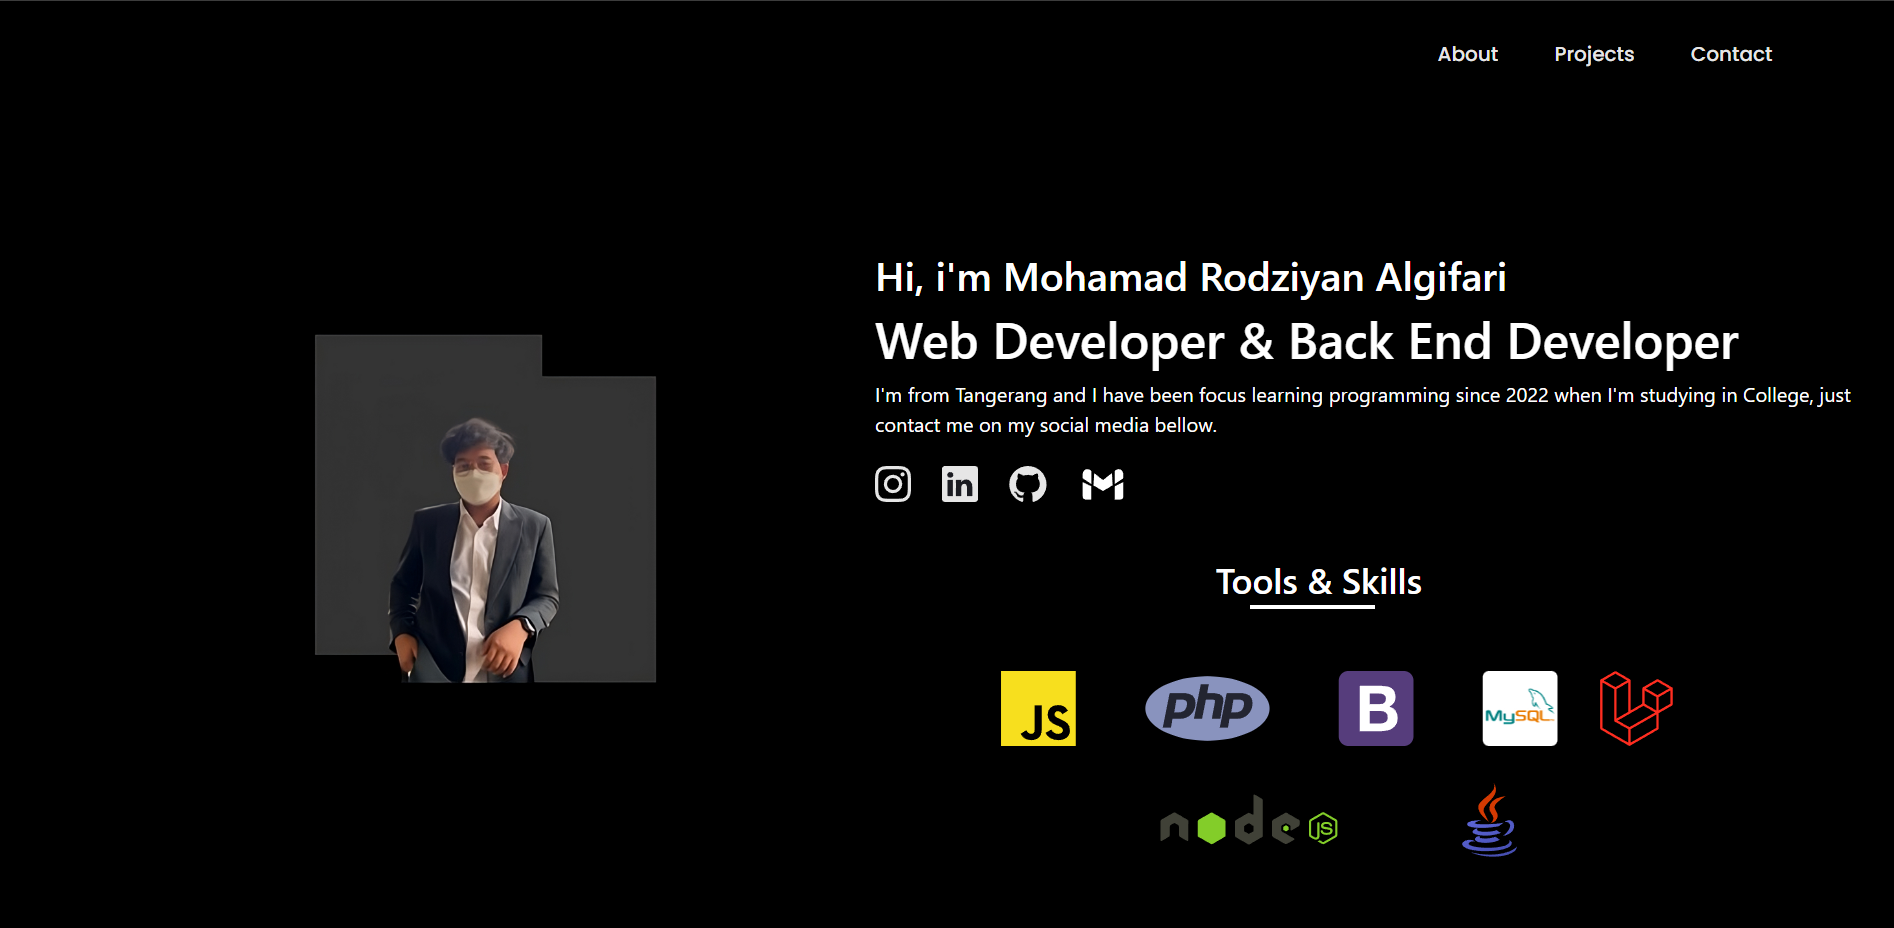 About Projects Contact
Hi, i'm Mohamad Rodziyan Algifari
Web Developer & Back End Developer
I'm from Tangerang and I have been focus learning programming since 2022 when I'm studying in College, just
contact me on my social media bellow.
in
Tools & Skills
JS php B MySQL
node JS